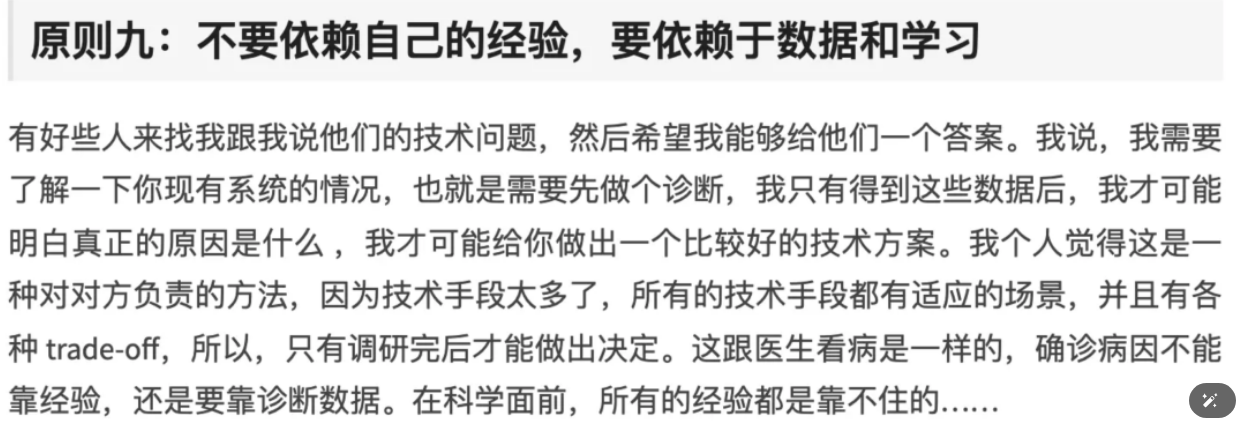 原则九：不要依赖自己的经验，要依赖于数据和学习
有好些人来找我跟我说他们的技术问题，然后希望我能够给他们一个答案。我说，我需要
了解一下你现有系统的情况，也就是需要先做个诊断，我只有得到这些数据后，我才可能
明白真正的原因是什么 ，我才可能给你做出一个比较好的技术方案。我个人觉得这是一
种对对方负责的方法，因为技术手段太多了，所有的技术手段都有适应的场景，并且有各
种 trade-off，所以，只有调研完后才能做出决定。这跟医生看病是一样的，确诊病因不能
靠经验，还是要靠诊断数据。在科学面前，所有的经验都是靠不住的……